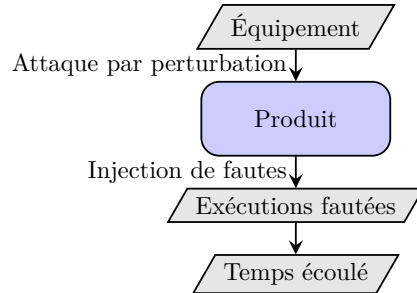 Équipement
Attaque par perturbation
Produit
Injection de fautes
Exécutions fautées
Temps écoulé